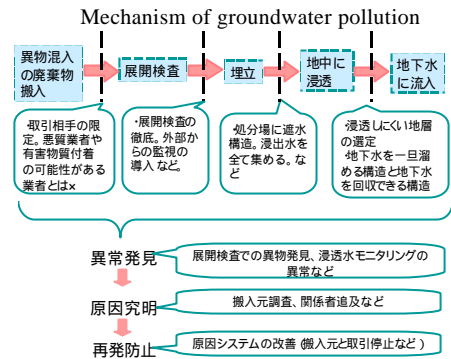 Mechanism of groundwater pollution
異物混入
の廃棄物
搬入
展開検査
埋立
地中に
浸透
地下水
に流入
・取引相手の限
定。悪質業者や
有害物質付着
の可能性がある
業者とは×
・展開検査の
徹底。外部か
らの監視の
導入など。
・処分場に遮水
構造。浸出水を
全て集める。な
ど
・浸透しにくい地層
の選定
・地下水を一旦溜
める構造と地下水
を回収できる構造
異常発見
展開検査での異物発見、浸透水モニタリングの
異常など
原因究明
搬入元調査、関係者追及など
再発防止
原因システムの改善(搬入元と取引停止など)